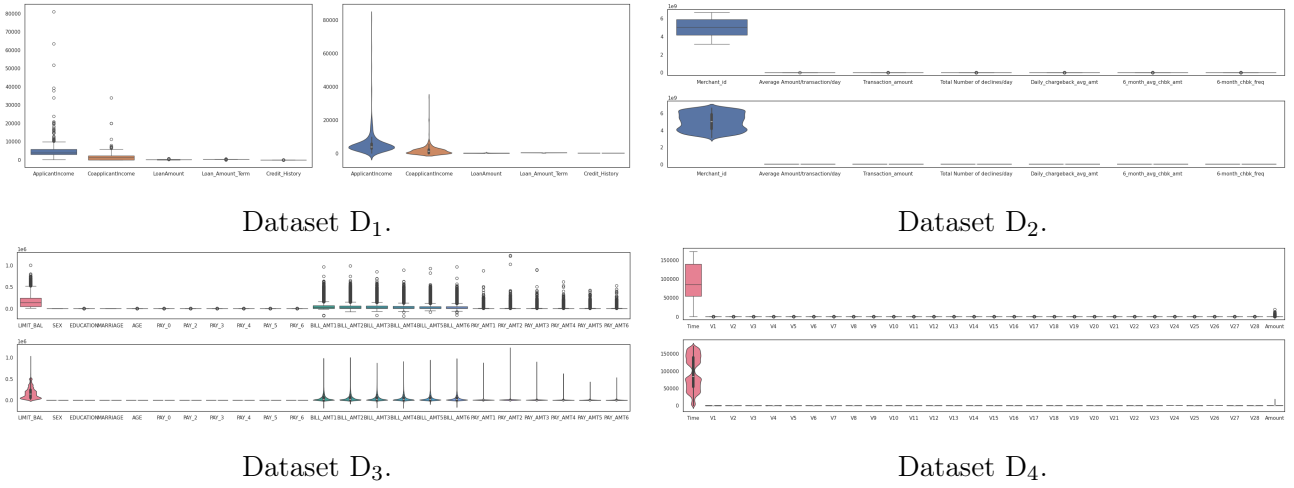 80000
70000
60000
50000
40000
30000
20000
10000
0
ApplicantIncome CoapplicantIncome LoanAmount Loan_Amount_Term Credit_History
80000
60000
40000
20000
0
ApplicantIncome CoapplicantIncome LoanAmount Loan_Amount_Term Credit_History
1e9
6
4
2
0
Merchant_id Average Amount/transaction/day Transaction_amount Total Number of declines/day Daily_chargeback_avg_amt 6_month_avg_chbk_amt 6-month_chbk_freq
1e9
6
4
2
0
Merchant_id Average Amount/transaction/day Transaction_amount Total Number of declines/day Daily_chargeback_avg_amt 6_month_avg_chbk_amt 6-month_chbk_freq
Dataset D1.
Dataset D2.
1e6
1.0
0.5
0.0
LIMIT_BAL SEX EDUCATION MARRIAGE AGE PAY_0 PAY_2 PAY_3 PAY_4 PAY_5 PAY_6 BILL_AMT1 BILL_AMT2 BILL_AMT3 BILL_AMT4 BILL_AMT5 BILL_AMT6 PAY_AMT1 PAY_AMT2 PAY_AMT3 PAY_AMT4 PAY_AMT5 PAY_AMT6
1e6
1.0
0.5
0.0
LIMIT_BAL SEX EDUCATION MARRIAGE AGE PAY_0 PAY_2 PAY_3 PAY_4 PAY_5 PAY_6 BILL_AMT1 BILL_AMT2 BILL_AMT3 BILL_AMT4 BILL_AMT5 BILL_AMT6 PAY_AMT1 PAY_AMT2 PAY_AMT3 PAY_AMT4 PAY_AMT5 PAY_AMT6
150000
100000
50000
0
Time V1 V2 V3 V4 V5 V6 V7 V8 V9 V10 V11 V12 V13 V14 V15 V16 V17 V18 V19 V20 V21 V22 V23 V24 V25 V26 V27 V28 Amount
150000
100000
50000
0
Time V1 V2 V3 V4 V5 V6 V7 V8 V9 V10 V11 V12 V13 V14 V15 V16 V17 V18 V19 V20 V21 V22 V23 V24 V25 V26 V27 V28 Amount
Dataset D3.
Dataset D4.